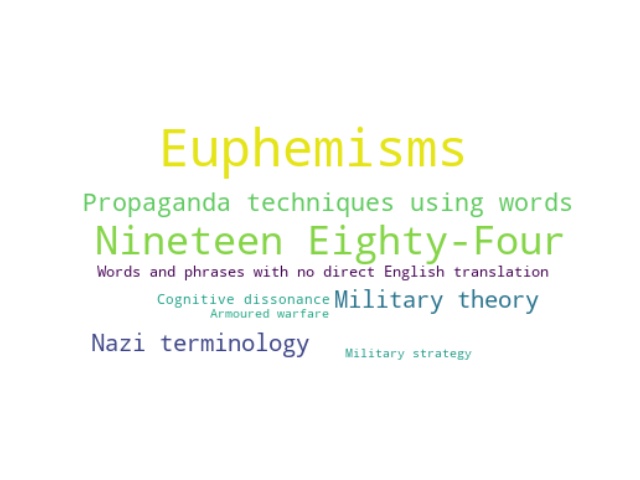 Euphemisms
Propaganda techniques using words
Nineteen Eighty-Four
Words and phrases with no direct English translation
Cognitive dissonance
Military theory
Armoured warfare
Nazi terminology
Military strategy